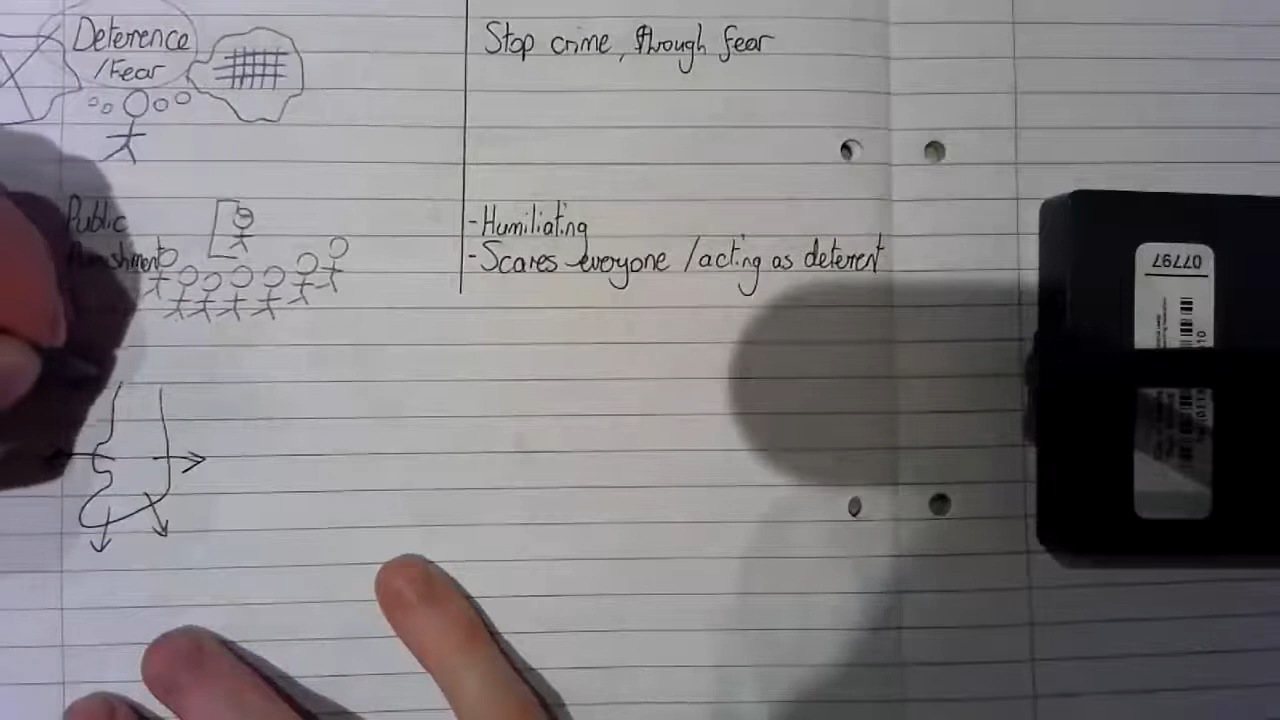 Deterence
/Fear
Stop crime, through fear
Public
Punishment
-Humiliating
-Scares everyone /acting as deterent
07797